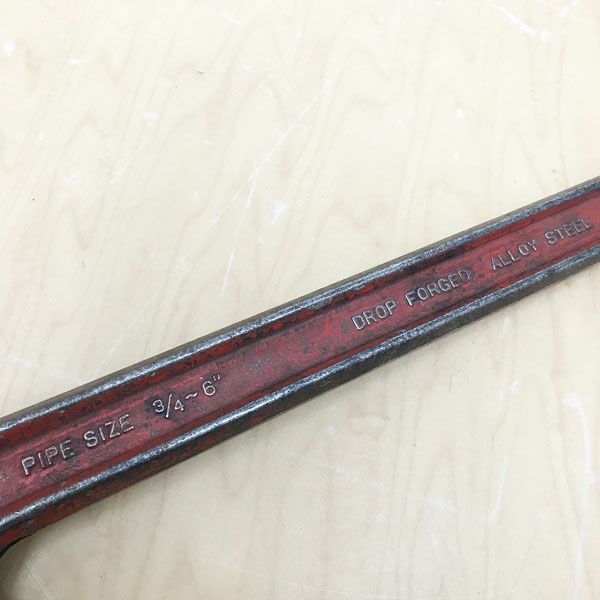 PIPE SIZE 3/4~6" DROP FORGED ALLOY STEEL